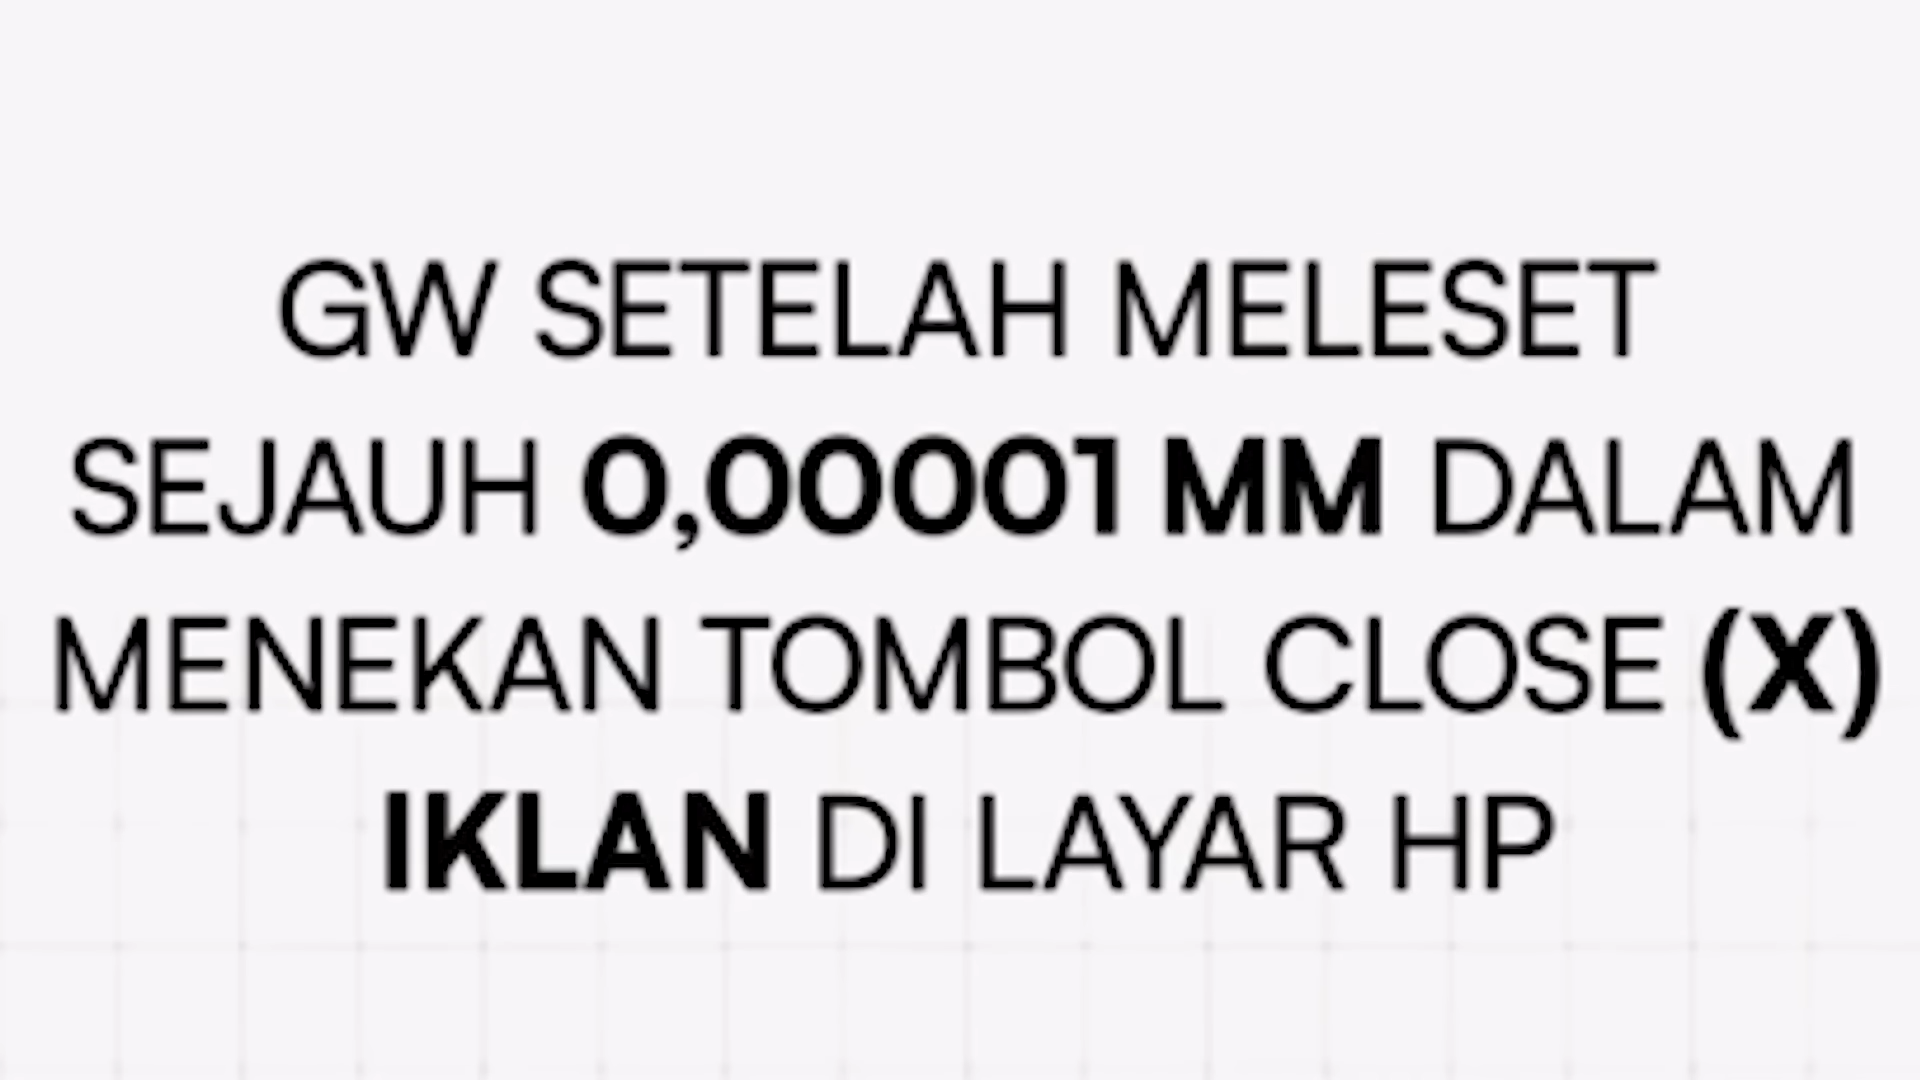 GW SETELAH MELESET
SEJAUH 0,00001 MM DALAM
MENEKAN TOMBOL CLOSE (X)
IKLAN DI LAYAR HP